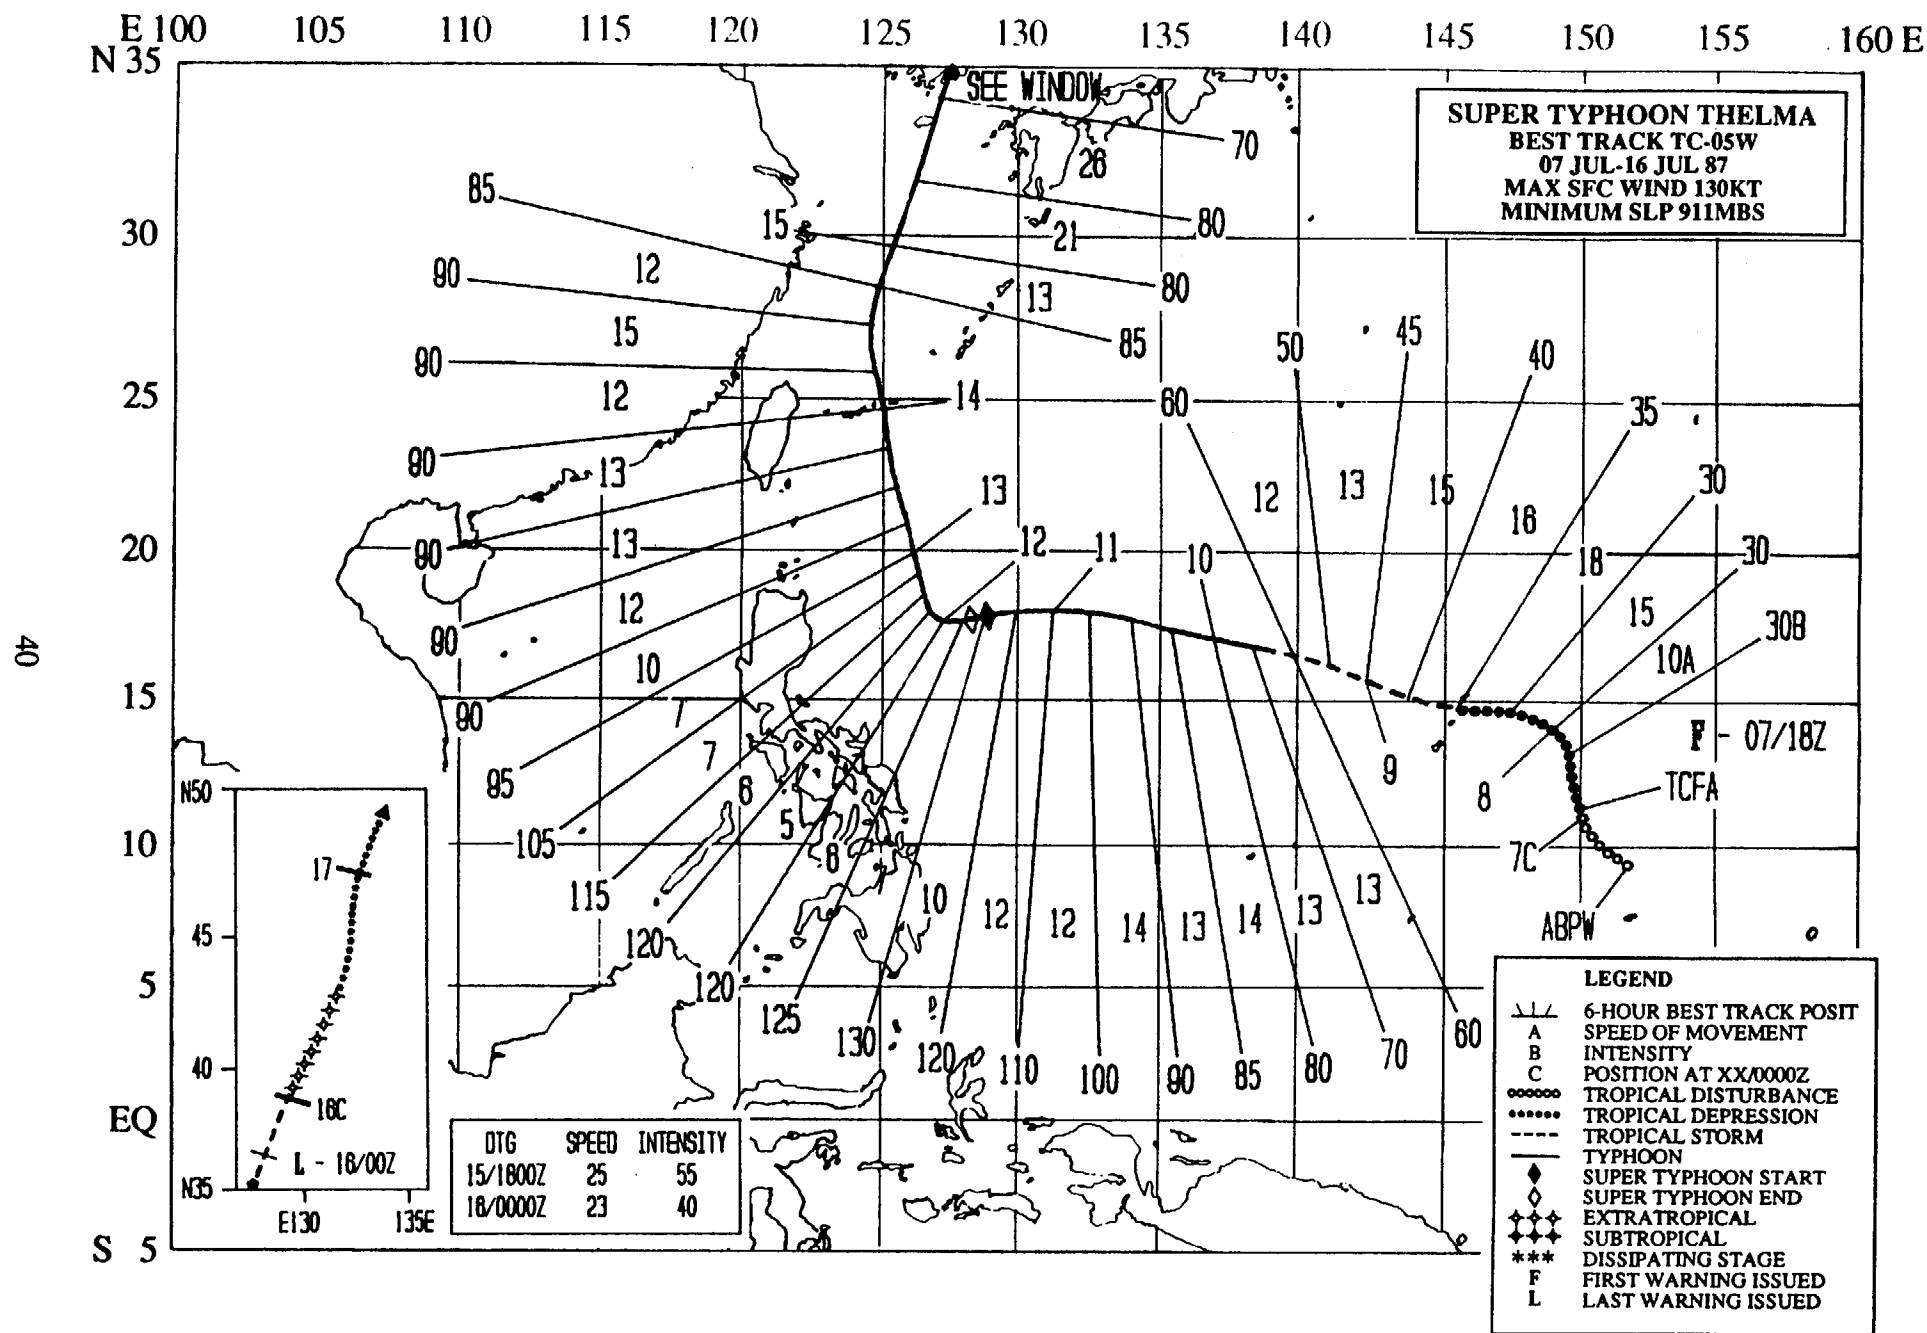 E 100 105 110 115 120 125 130 135 140 145 150 155 160 E
N 35
SEE WINDOW
SUPER TYPHOON THELMA
BEST TRACK TC-05W
07 JUL-16 JUL 87
MAX SFC WIND 130KT
MINIMUM SLP 911MBS
70
26
85
80
15
21
30
12
90
80
13
15
85
50
45
40
90
12
25
14
60
35
90
13
13
12
13
15
30
16
90
13
20
12
11
10
18
30
12
15
30B
90
10
10A
15
90
7
7
9
F - 07/18Z
95
6
8
TCFA
5
105
10
6
7C
115
10
12
12
14
13
14
13
13
ABPW
120
120
5
125
130
120
110
100
90
85
80
70
60
40
N50
17
45
40
16C
L - 16/00Z
N35
E130 135E
EQ
DTG SPEED INTENSITY
15/1800Z 25 55
16/0000Z 23 40
S 5
LEGEND
6-HOUR BEST TRACK POSIT
A SPEED OF MOVEMENT
B INTENSITY
C POSITION AT XX/0000Z
TROPICAL DISTURBANCE
TROPICAL DEPRESSION
TROPICAL STORM
TYPHOON
SUPER TYPHOON START
SUPER TYPHOON END
EXTRATROPICAL
SUBTROPICAL
*** DISSIPATING STAGE
F FIRST WARNING ISSUED
L LAST WARNING ISSUED